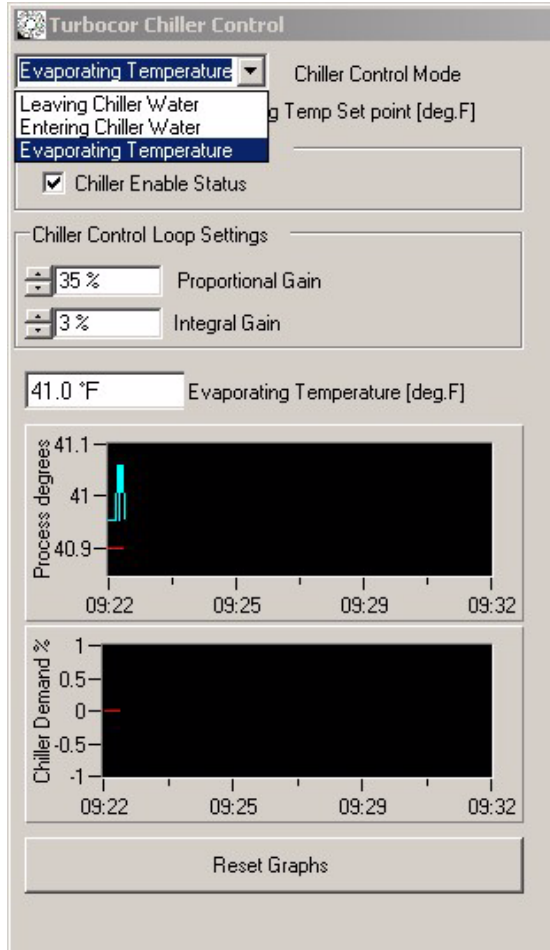 Turbocor Chiller Control
Evaporating Temperature Chiller Control Mode
Leaving Chiller Water
Entering Chiller Water
Evaporating Temperature
Temp Set point [deg.F]
Chiller Enable Status
Chiller Control Loop Settings
35 % Proportional Gain
3 % Integral Gain
41.0 °F Evaporating Temperature [deg.F]
Process degrees
41.1
41
40.9
09:22 09:25 09:29 09:32
Chiller Demand %
1
0.5
0
-0.5
-1
09:22 09:25 09:29 09:32
Reset Graphs